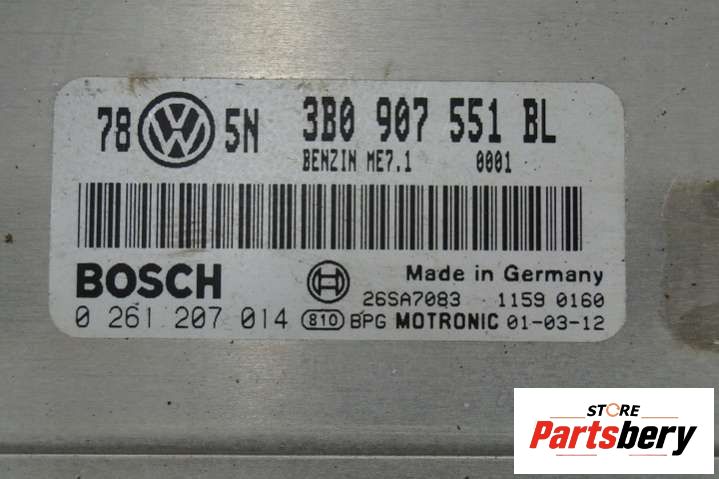 78 VW 5N 3B0 907 551 BL
BENZIN ME7.1 0001
BOSCH Made in Germany
26SA7083 1159 0160
0 261 207 014 810 BPG MOTRONIC 01-03-12
STORE
Partsbery